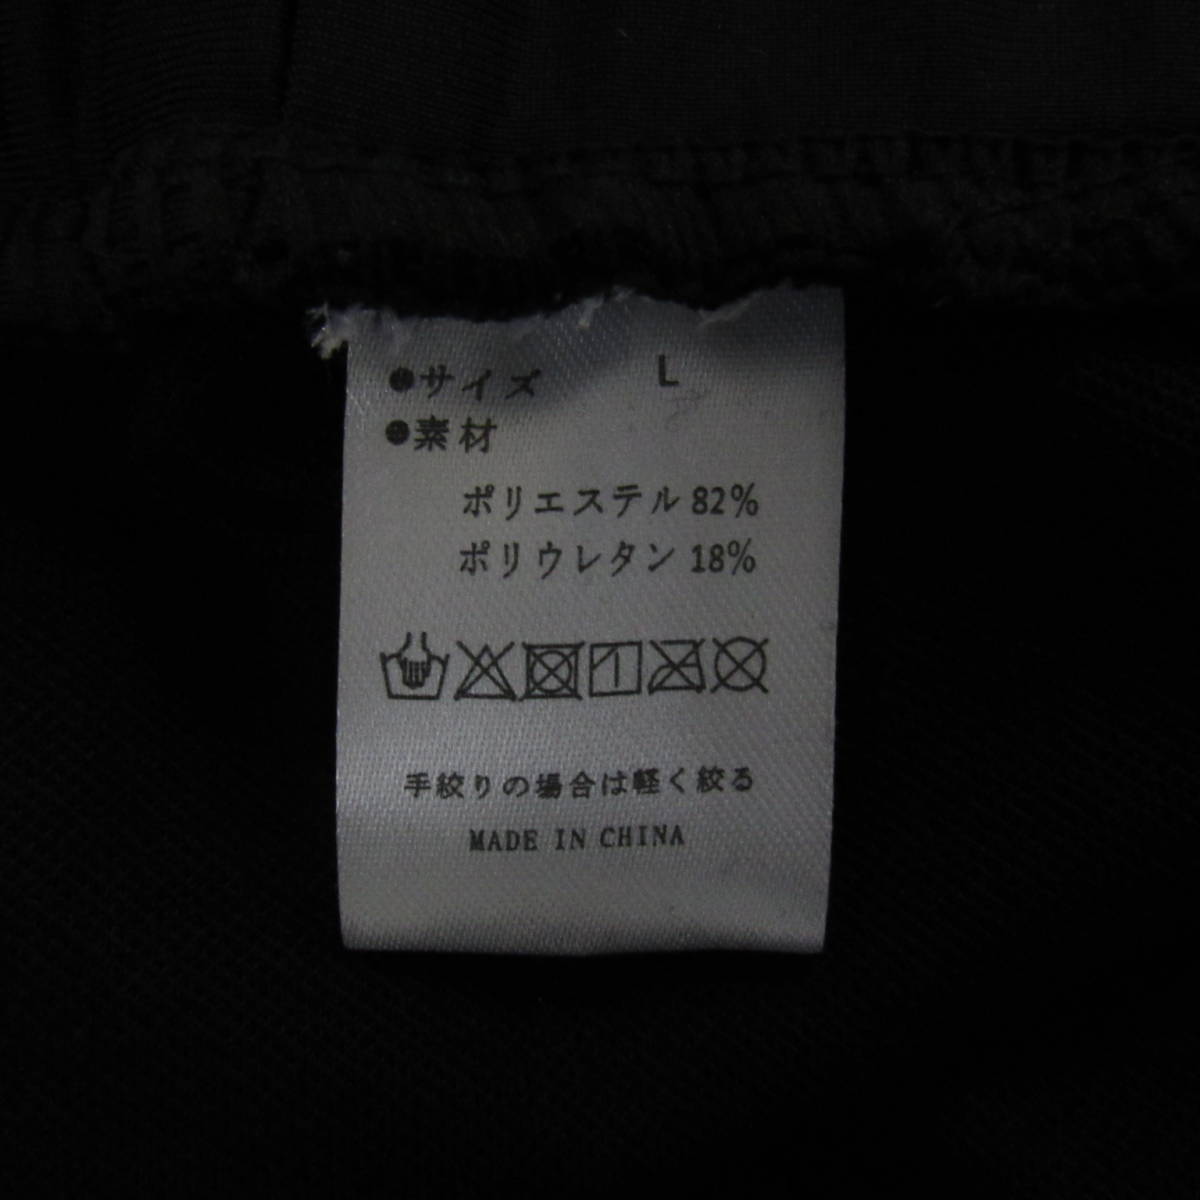 ●サイズ L
●素材
ポリエステル 82%
ポリウレタン 18%
手絞りの場合は軽く絞る
MADE IN CHINA